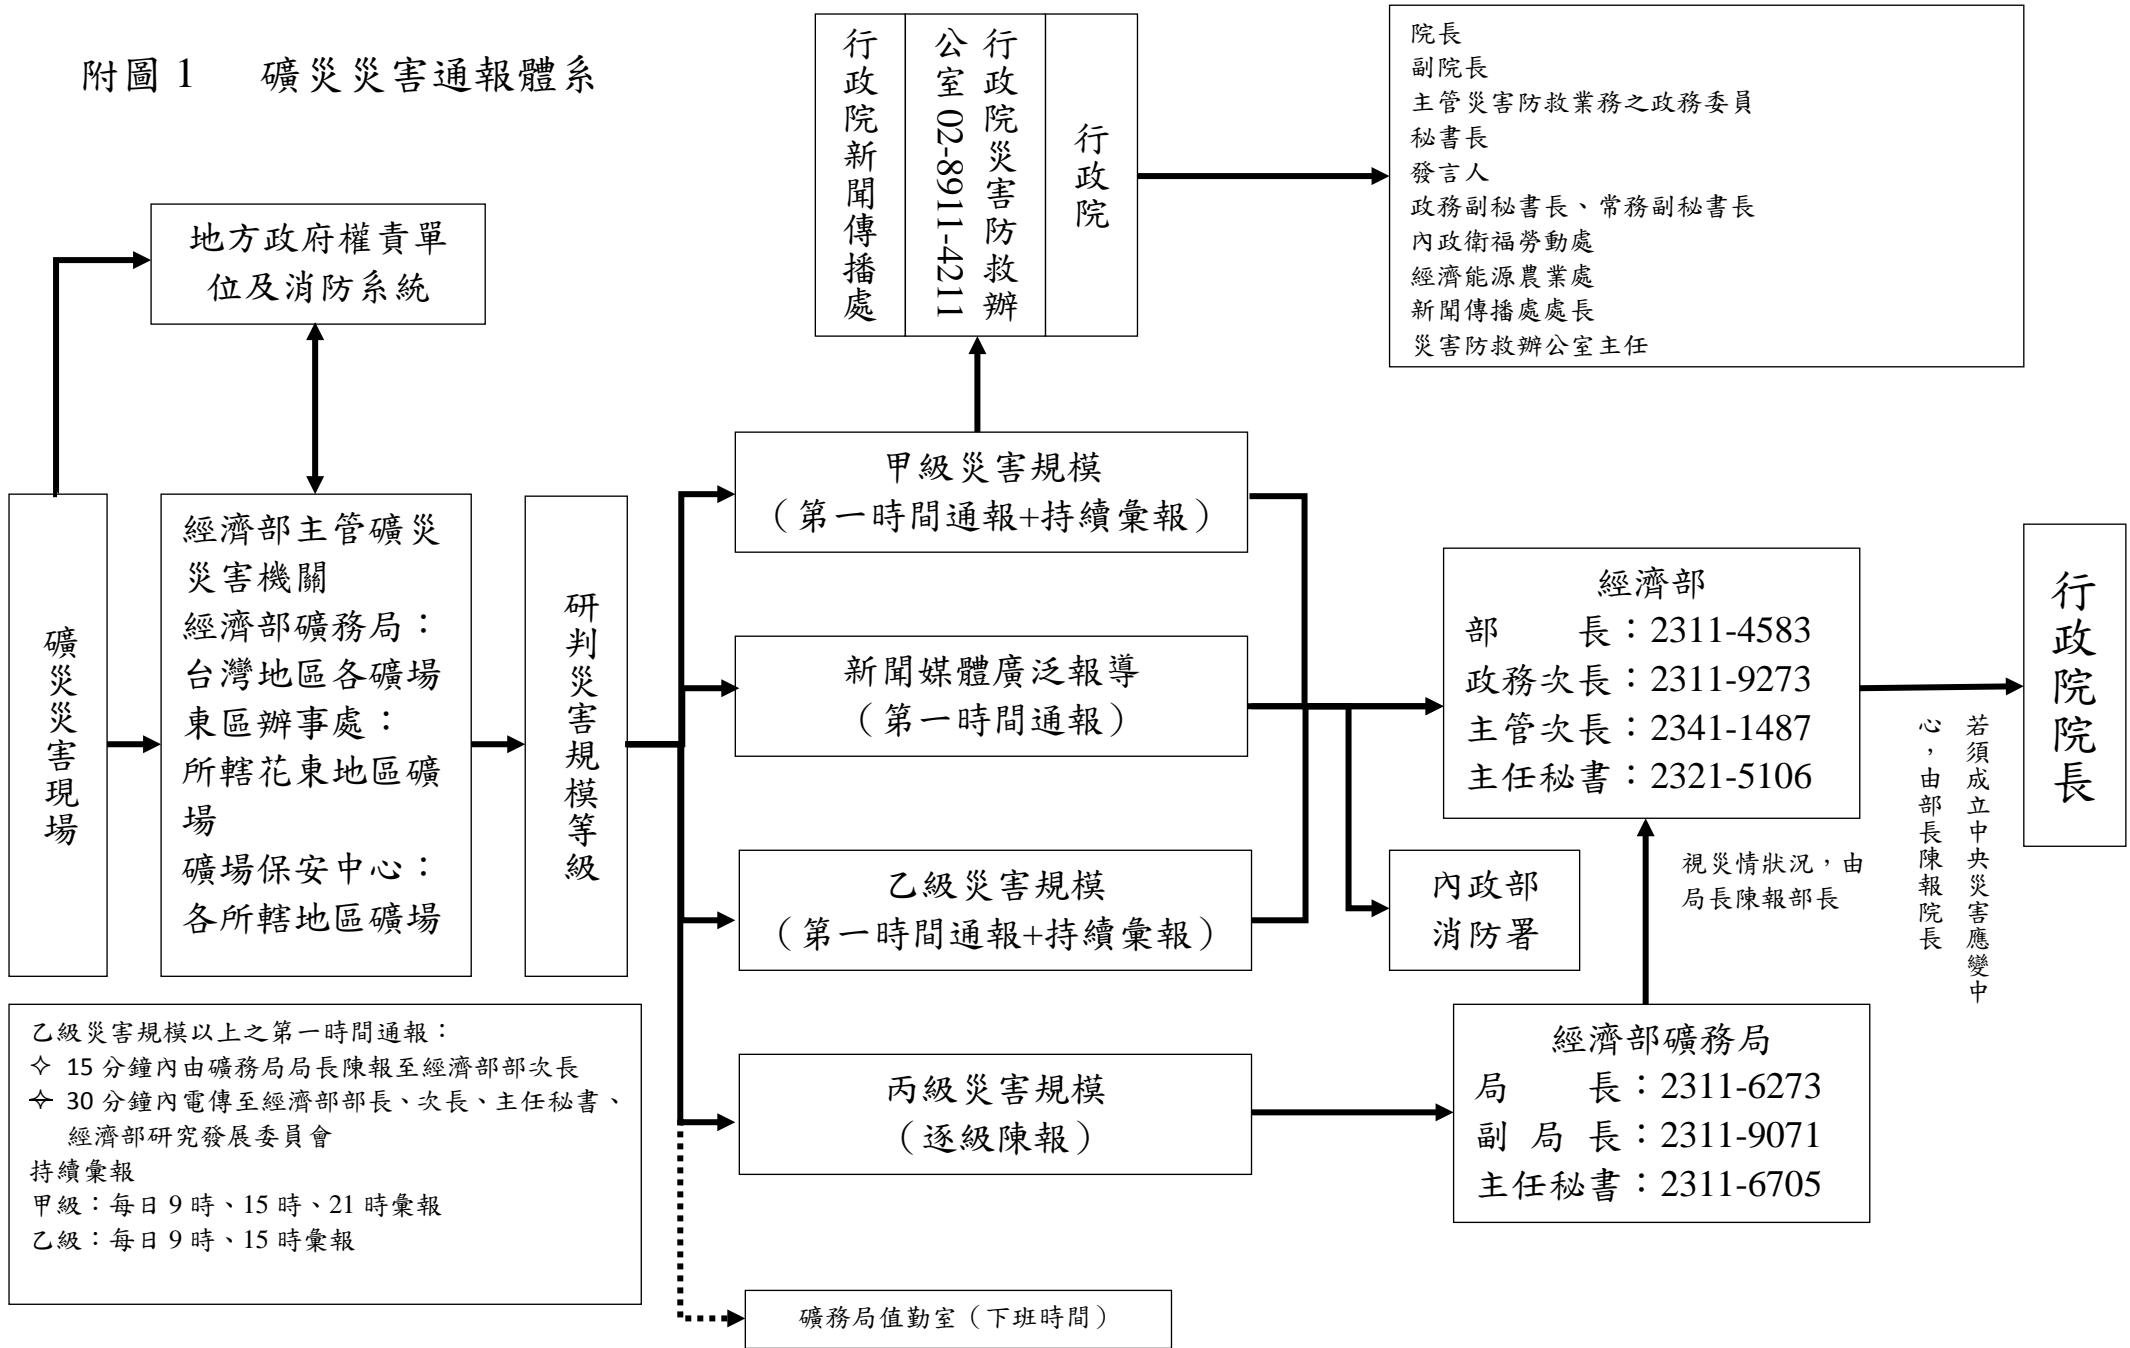 附圖 1 礦災災害通報體系
行政院新聞傳播處
行政院災害防救辦
公室 02-8911-4211
行政院
院長
副院長
主管災害防救業務之政務委員
秘書長
發言人
政務副秘書長、常務副秘書長
內政衛福勞動處
經濟能源農業處
新聞傳播處處長
災害防救辦公室主任
地方政府權責單
位及消防系統
礦災災害現場
經濟部主管礦災
災害機關
經濟部礦務局：
台灣地區各礦場
東區辦事處：
所轄花東地區礦
場
礦場保安中心：
各所轄地區礦場
研判災害規模等級
甲級災害規模
（第一時間通報+持續彙報）
新聞媒體廣泛報導
（第一時間通報）
乙級災害規模
（第一時間通報+持續彙報）
丙級災害規模
（逐級陳報）
礦務局值勤室（下班時間）
經濟部
部　　長：2311-4583
政務次長：2311-9273
主管次長：2341-1487
主任秘書：2321-5106
內政部
消防署
視災情狀況，由
局長陳報部長
經濟部礦務局
局　　長：2311-6273
副 局 長：2311-9071
主任秘書：2311-6705
若須成立中央災害應變中
心，由部長陳報院長
行政院院長
乙級災害規模以上之第一時間通報：
✧ 15 分鐘內由礦務局局長陳報至經濟部部次長
✧ 30 分鐘內電傳至經濟部部長、次長、主任秘書、
經濟部研究發展委員會
持續彙報
甲級：每日 9 時、15 時、21 時彙報
乙級：每日 9 時、15 時彙報